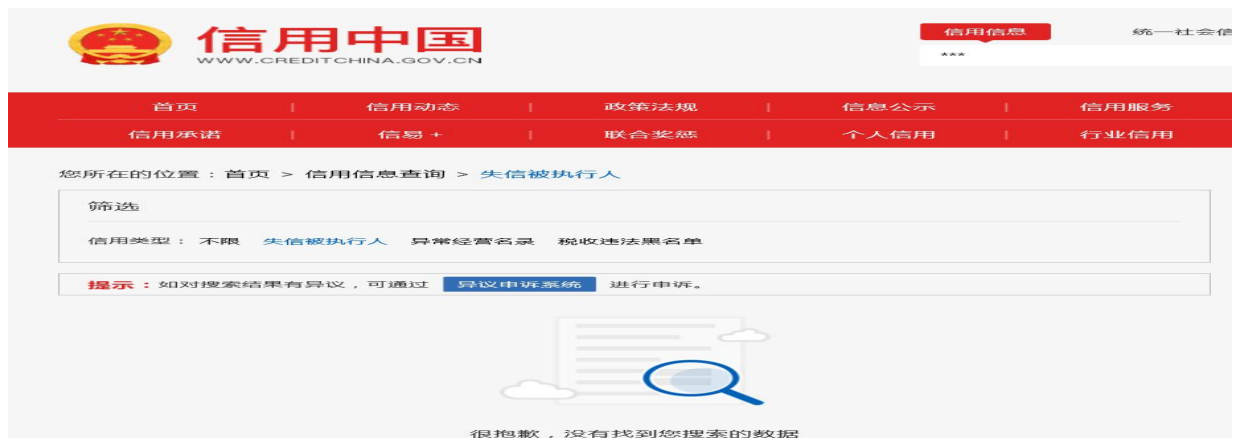 信用中国
WWW.CREDITCHINA.GOV.CN
信用信息 统一社会信
***
首页 | 信用动态 | 政策法规 | 信息公示 | 信用服务
信用承诺 | 信易+ | 联合奖惩 | 个人信用 | 行业信用
您所在的位置：首页 > 信用信息查询 > 失信被执行人
筛选
信用类型： 不限 失信被执行人 异常经营名录 税收违法黑名单
提示：如对搜索结果有异议，可通过 异议申诉系统 进行申诉。
很抱歉，没有找到您搜索的数据